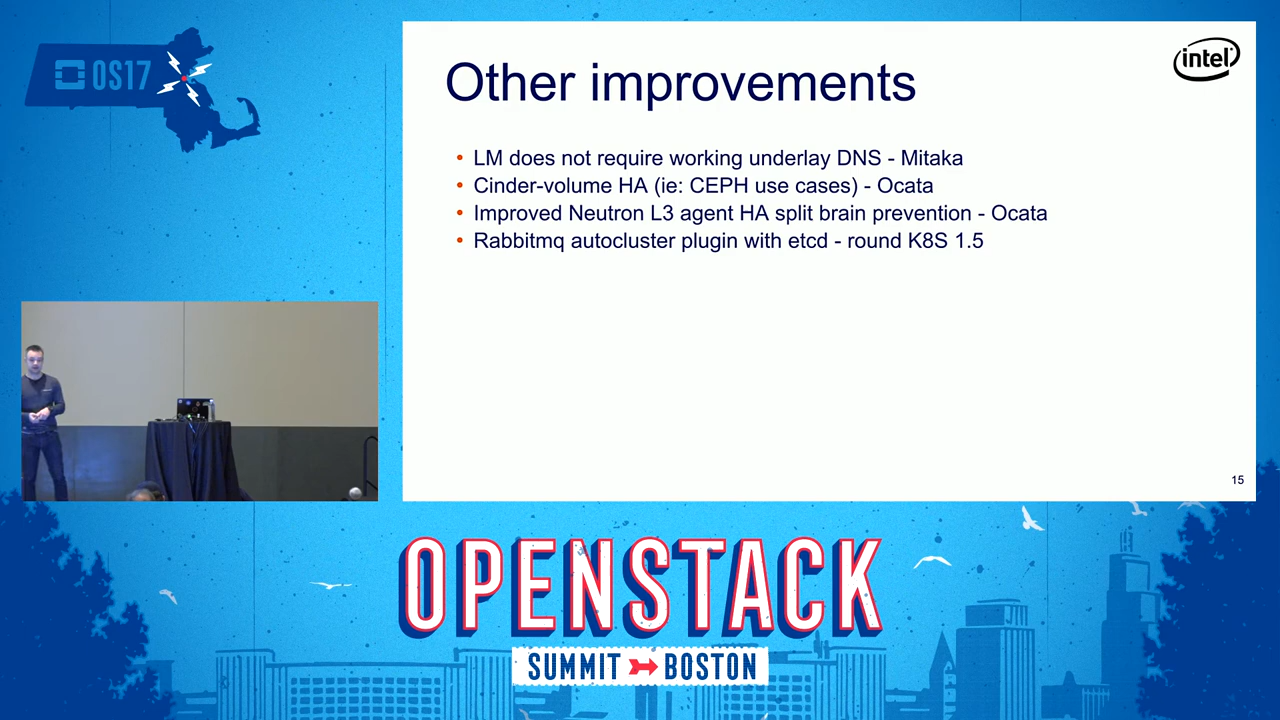 OS17
intel
Other improvements
• LM does not require working underlay DNS - Mitaka
• Cinder-volume HA (ie: CEPH use cases) - Ocata
• Improved Neutron L3 agent HA split brain prevention - Ocata
• Rabbitmq autocluster plugin with etcd - round K8S 1.5
15
OPENSTACK
SUMMIT BOSTON